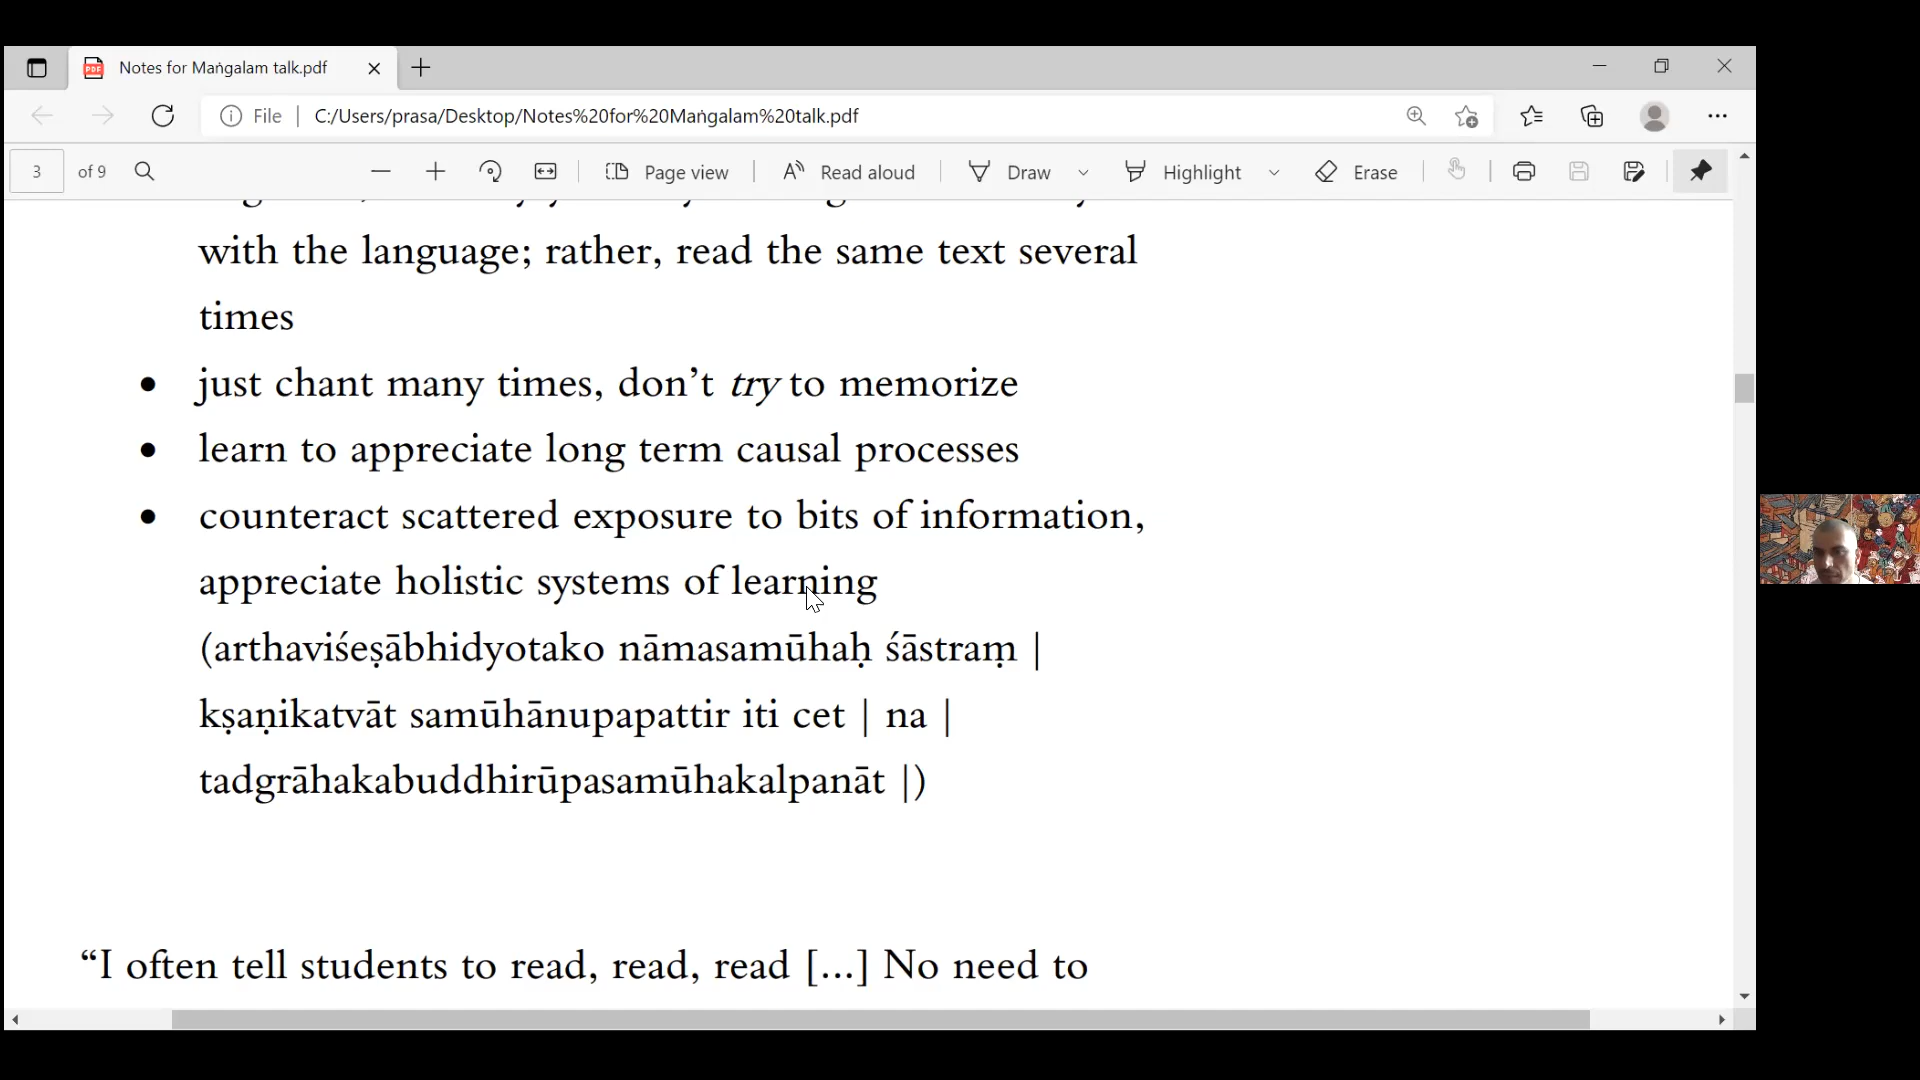 Notes for Maṅgalam talk.pdf
File | C:/Users/prasa/Desktop/Notes%20for%20Maṅgalam%20talk.pdf
3 of 9 Page view Read aloud Draw Highlight Erase
with the language; rather, read the same text several
times
• just chant many times, don’t try to memorize
• learn to appreciate long term causal processes
• counteract scattered exposure to bits of information,
appreciate holistic systems of learning
(arthaviśeṣābhidyotako nāmasamūhaḥ śāstraṃ |
kṣaṇikatvāt samūhānupapattir iti cet | na |
tadgrāhakabuddhirūpasamūhakalpanāt |)
“I often tell students to read, read, read [...] No need to